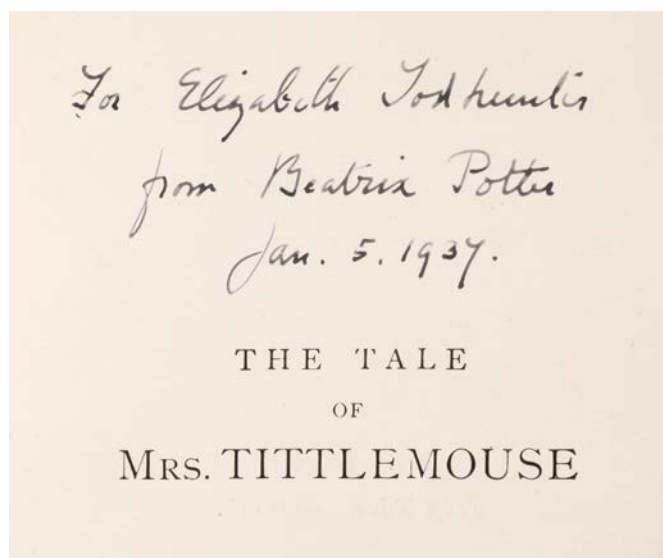 For Elizabeth Todhunter
from Beatrix Potter
Jan. 5. 1937.
THE TALE
OF
MRS. TITTLEMOUSE